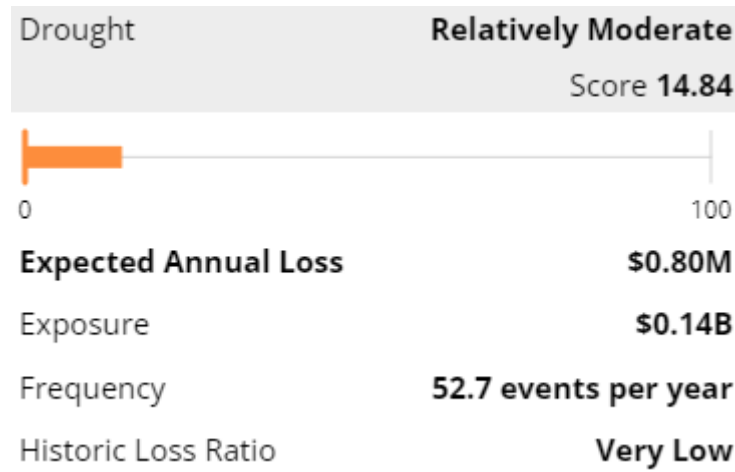 Drought Relatively Moderate
Score 14.84
0 100
Expected Annual Loss $0.80M
Exposure $0.14B
Frequency 52.7 events per year
Historic Loss Ratio Very Low